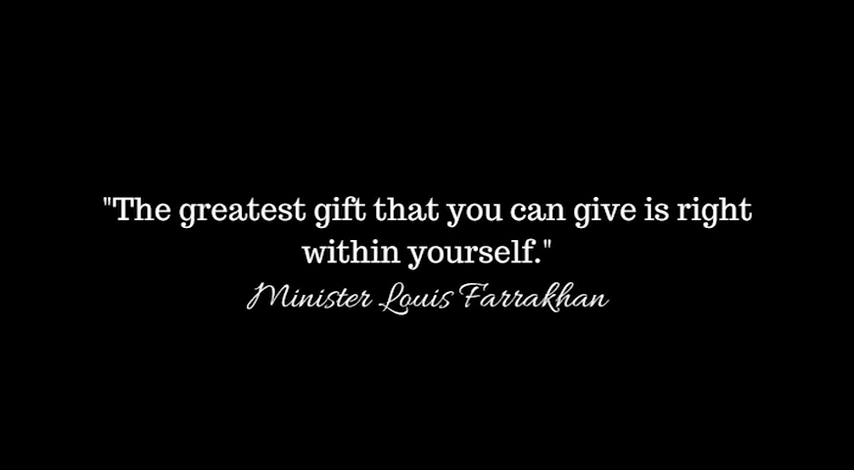 "The greatest gift that you can give is right
within yourself."
Minister Louis Farrakhan